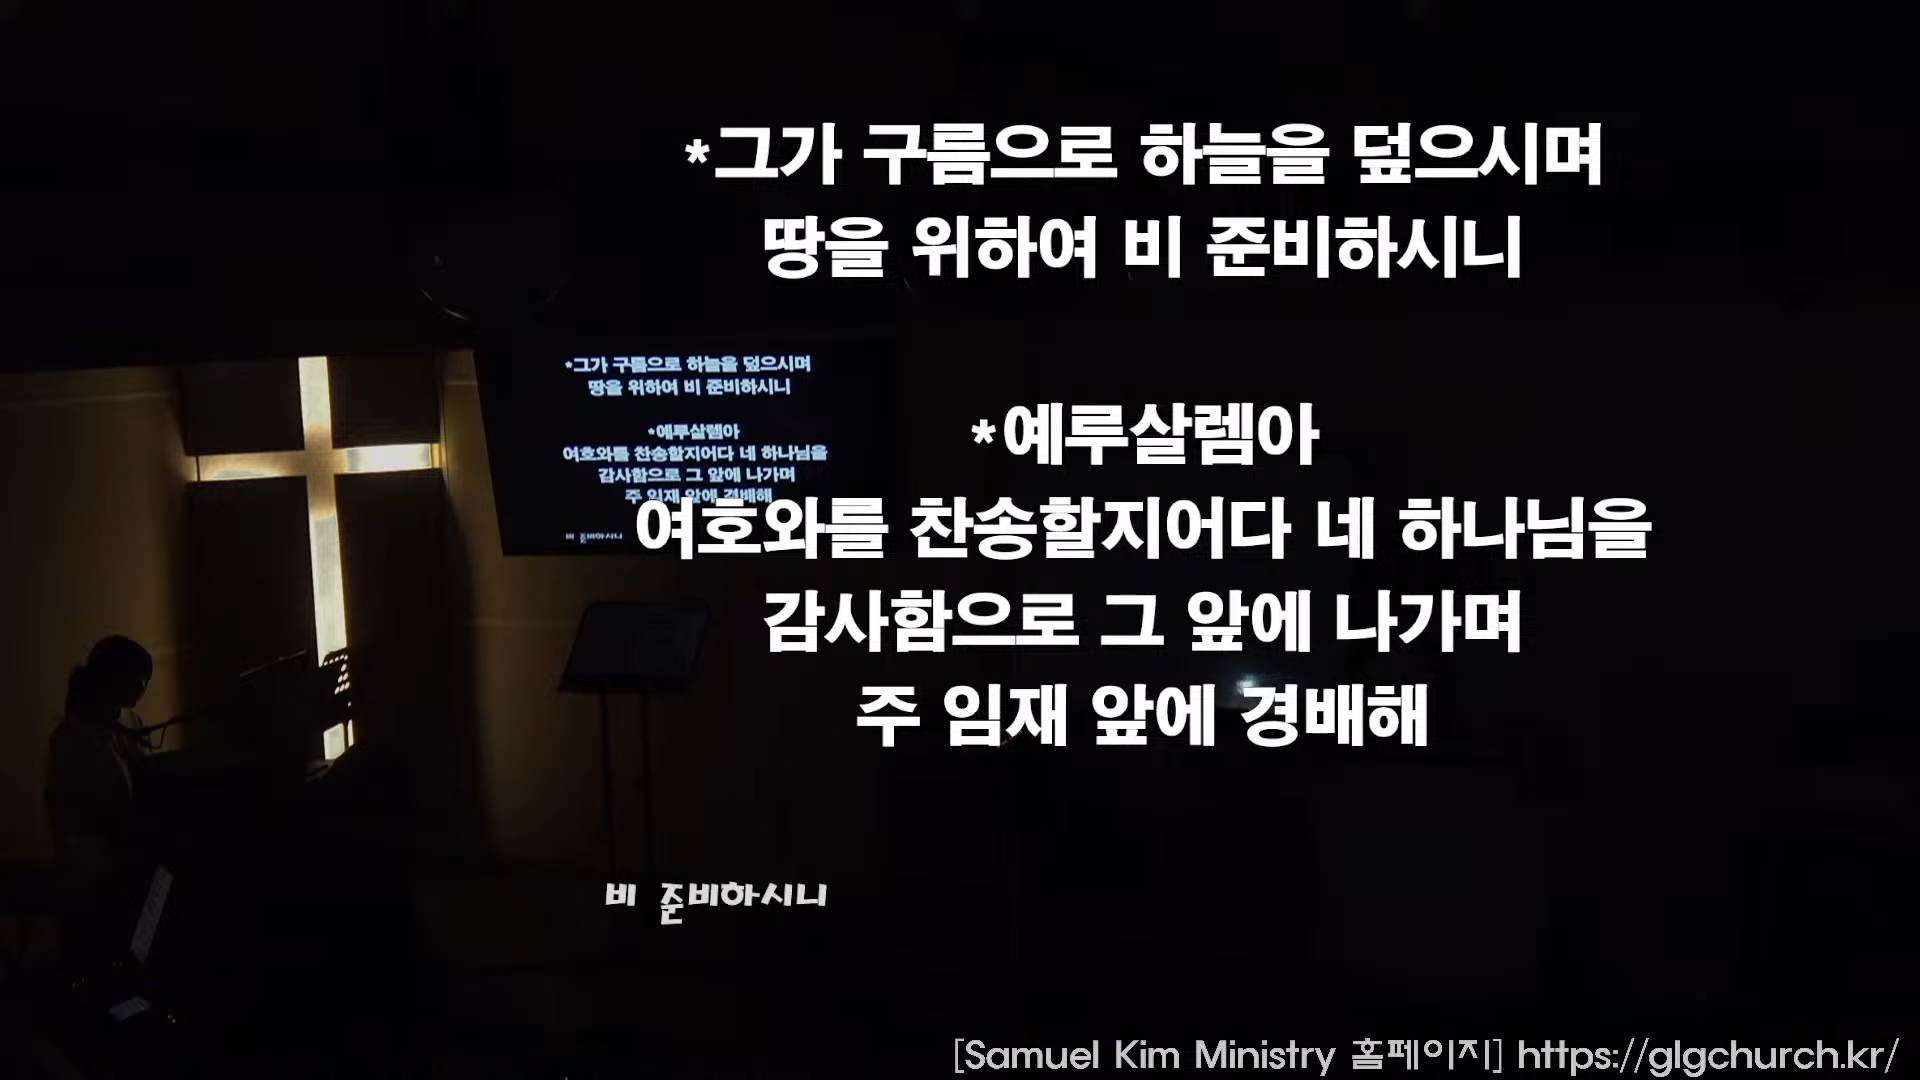 *그가 구름으로 하늘을 덮으시며
땅을 위하여 비 준비하시니
*예루살렘아
여호와를 찬송할지어다 네 하나님을
감사함으로 그 앞에 나가며
주 임재 앞에 경배해
*그가 구름으로 하늘을 덮으시며
땅을 위하여 비 준비하시니
*예루살렘아
여호와를 찬송할지어다 네 하나님을
감사함으로 그 앞에 나가며
주 임재 앞에 경배해
비 준비하시니
비 준비하시니
[Samuel Kim Ministry 홈페이지] https://glgchurch.kr/